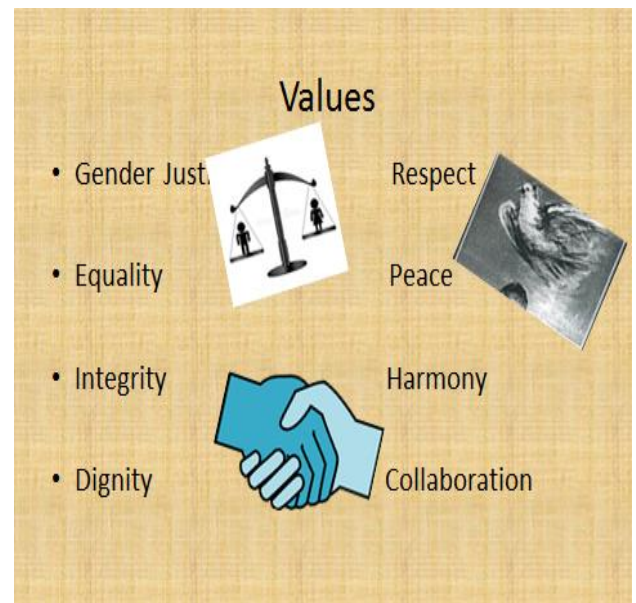 Values
• Gender Just Respect
• Equality Peace
• Integrity Harmony
• Dignity Collaboration